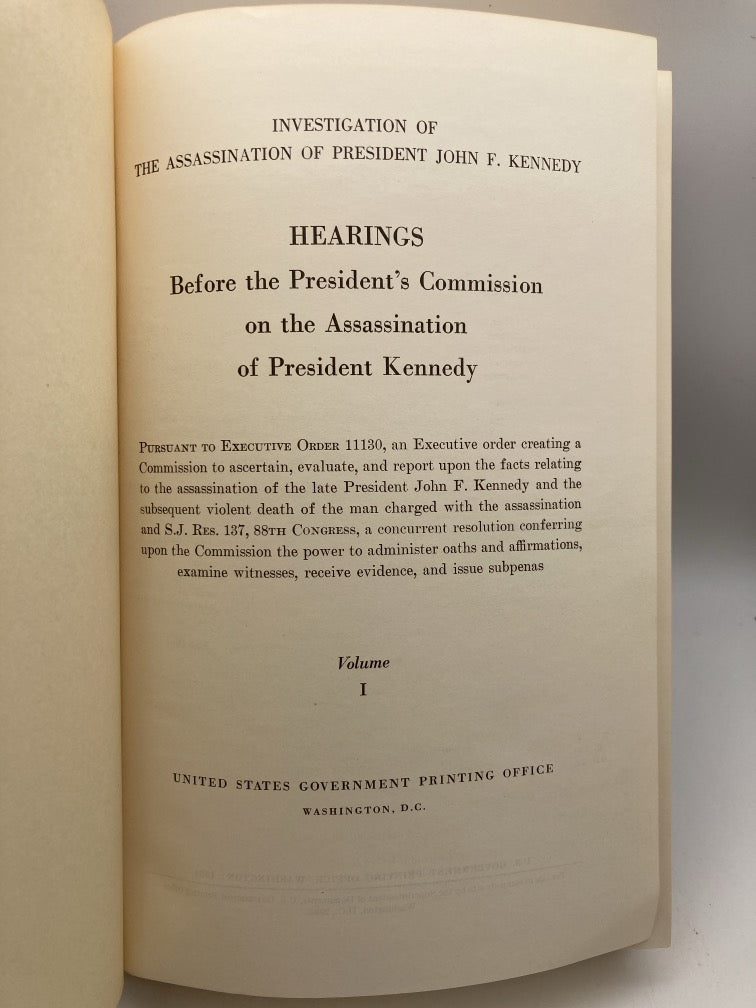 INVESTIGATION OF
THE ASSASSINATION OF PRESIDENT JOHN F. KENNEDY
HEARINGS
Before the President's Commission
on the Assassination
of President Kennedy
PURSUANT TO EXECUTIVE ORDER 11130, an Executive order creating a
Commission to ascertain, evaluate, and report upon the facts relating
to the assassination of the late President John F. Kennedy and the
subsequent violent death of the man charged with the assassination
and S.J. RES. 137, 88TH CONGRESS, a concurrent resolution conferring
upon the Commission the power to administer oaths and affirmations,
examine witnesses, receive evidence, and issue subpenas
Volume
I
UNITED STATES GOVERNMENT PRINTING OFFICE
WASHINGTON, D.C.